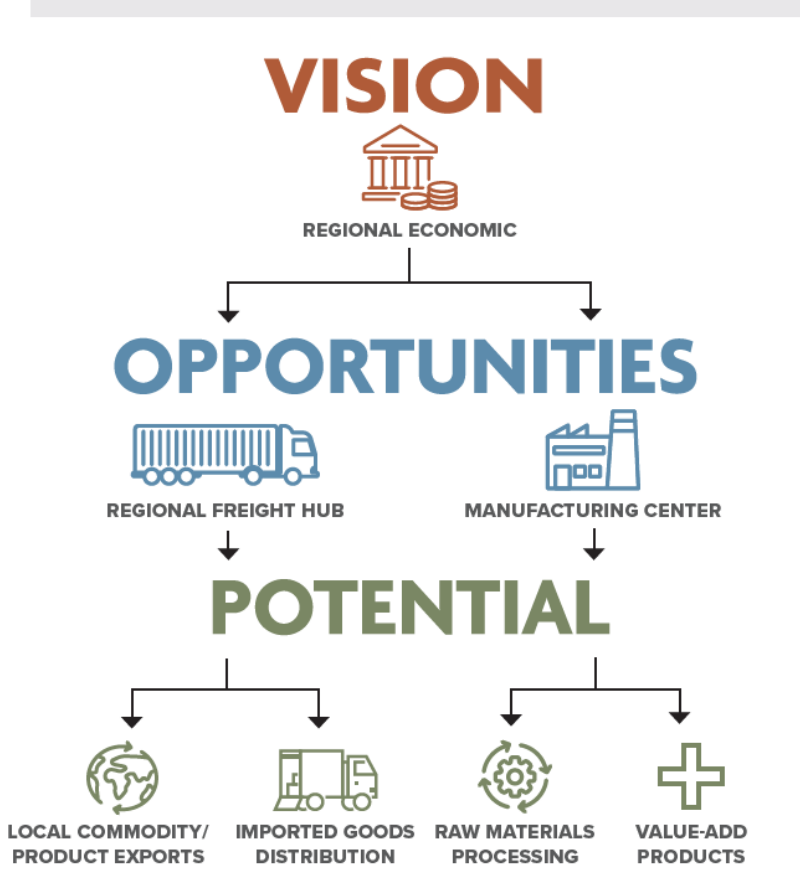 VISION
REGIONAL ECONOMIC
OPPORTUNITIES
REGIONAL FREIGHT HUB
MANUFACTURING CENTER
POTENTIAL
LOCAL COMMODITY/
PRODUCT EXPORTS
IMPORTED GOODS
DISTRIBUTION
RAW MATERIALS
PROCESSING
VALUE-ADD
PRODUCTS